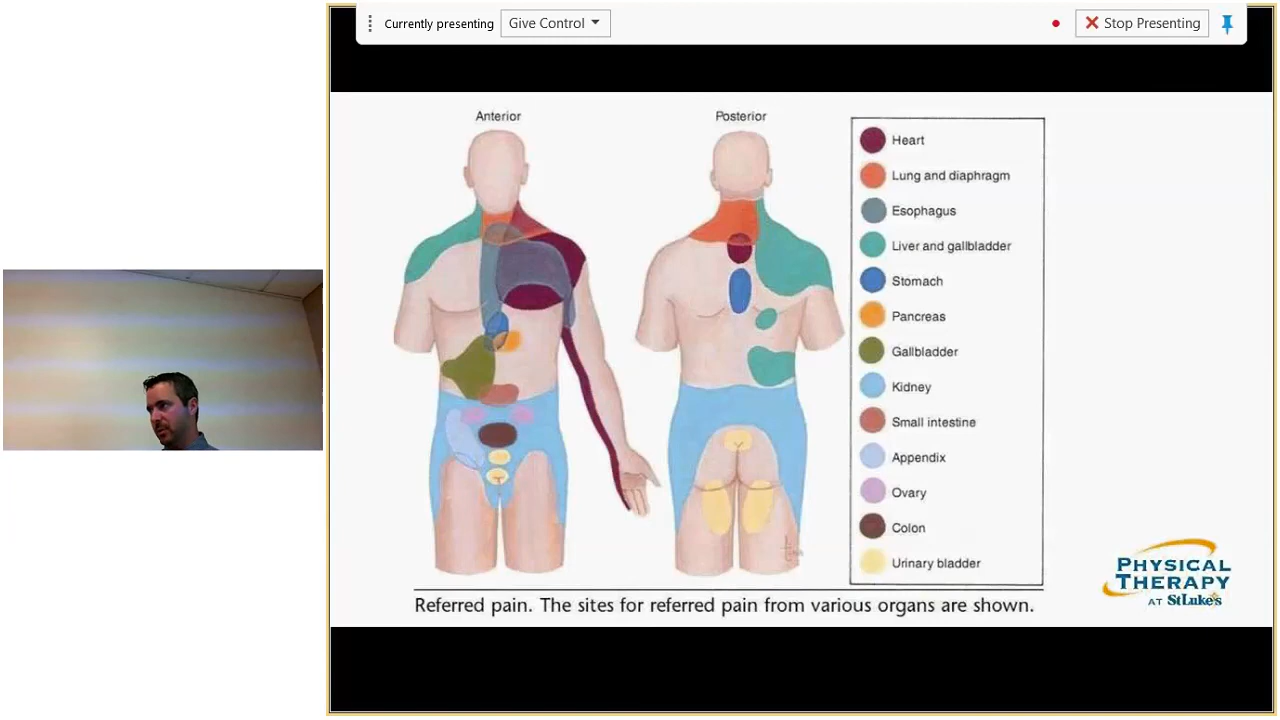 Currently presenting
Give Control
Stop Presenting
Anterior
Posterior
Heart
Lung and diaphragm
Esophagus
Liver and gallbladder
Stomach
Pancreas
Gallbladder
Kidney
Small intestine
Appendix
Ovary
Colon
Urinary bladder
Referred pain. The sites for referred pain from various organs are shown.
PHYSICAL
THERAPY
AT StLuke's